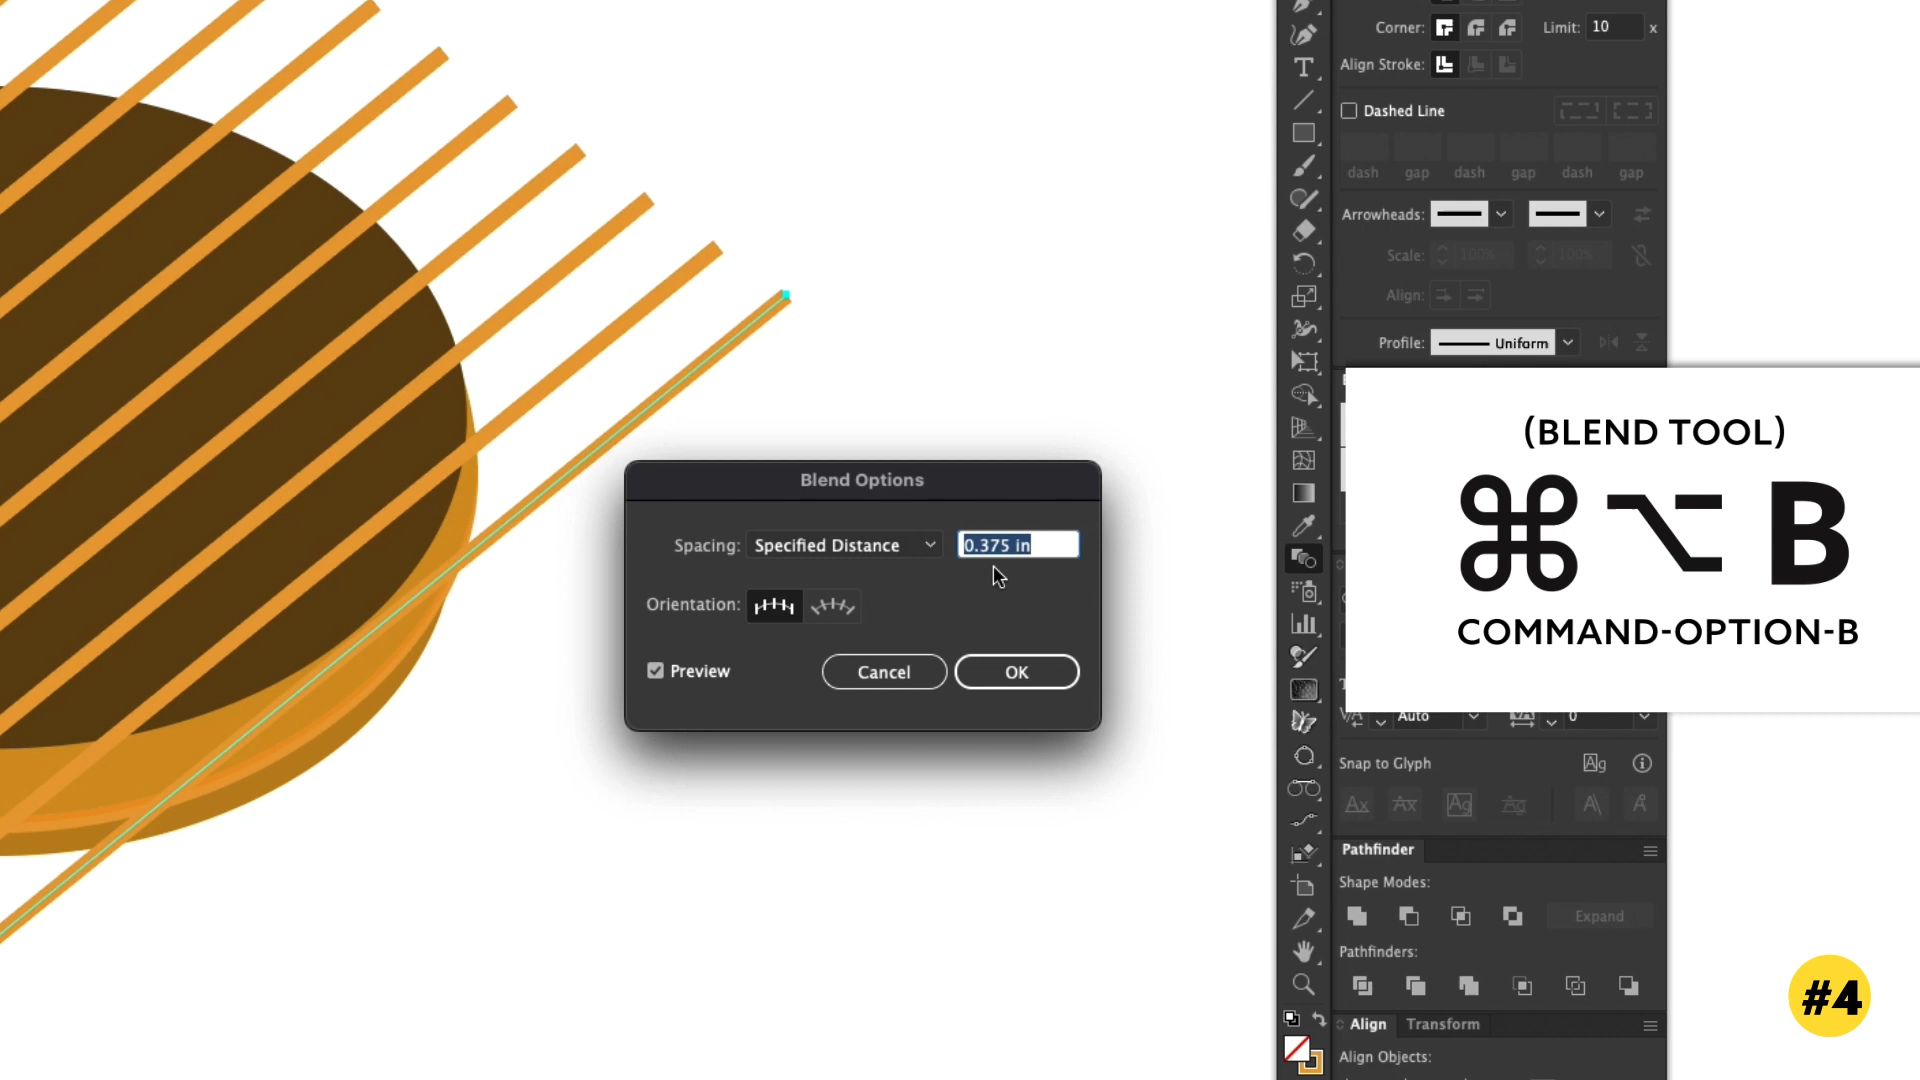 Corner:
Limit: 10 x
Align Stroke:
Dashed Line
dash gap dash gap dash gap
Arrowheads:
Scale: 100% 100%
Align:
Profile: Uniform
Blend Options
Spacing: Specified Distance 0.375 in
Orientation:
Preview Cancel OK
(BLEND TOOL)
⌘ ⌥ B
COMMAND-OPTION-B
Auto 0
Snap to Glyph
Pathfinder
Shape Modes:
Expand
Pathfinders:
Align Transform
Align Objects:
#4